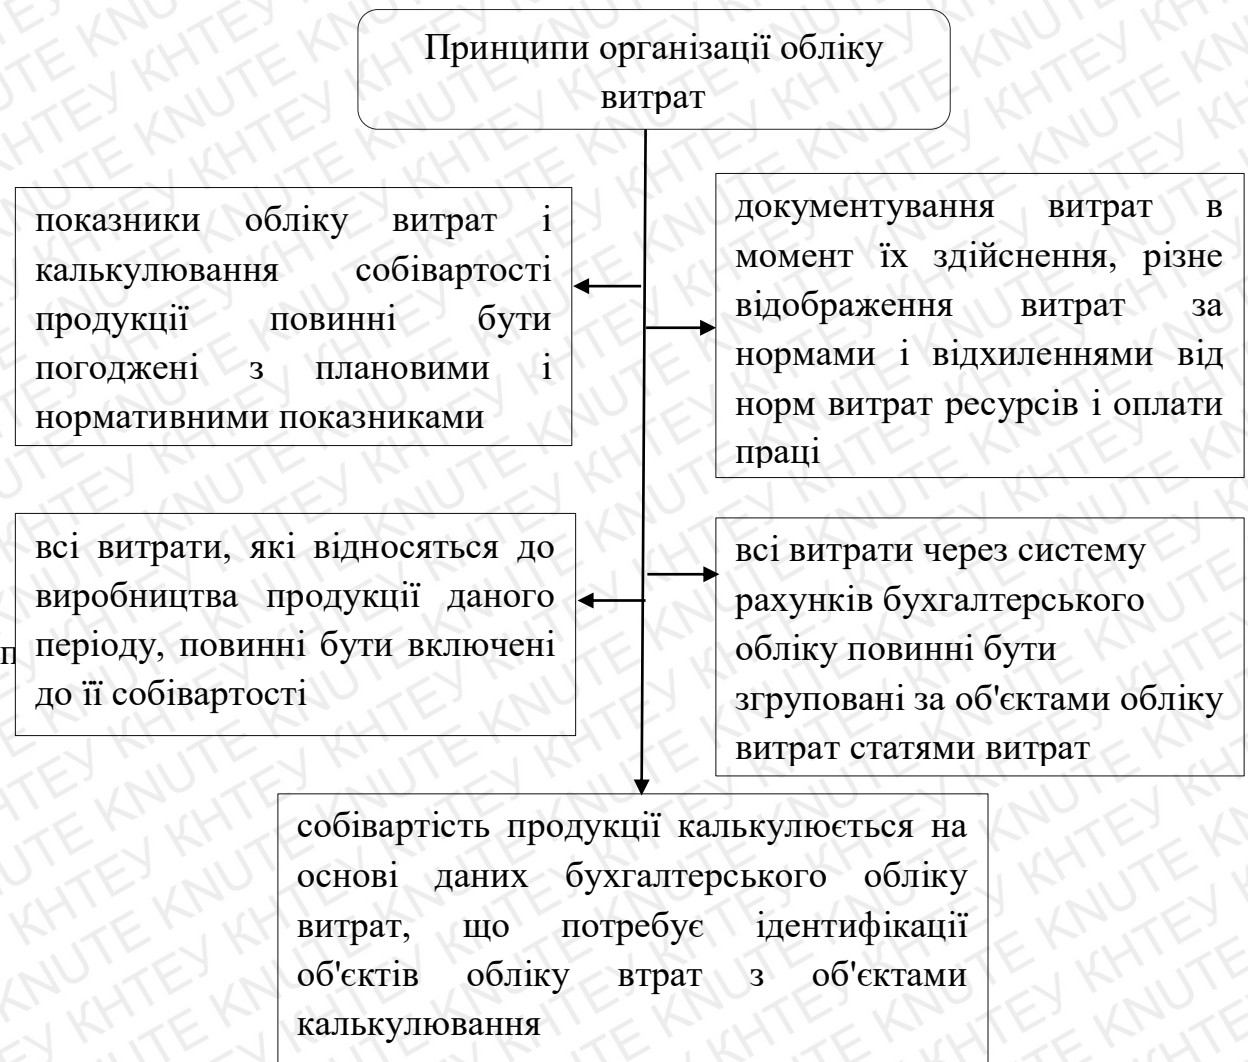 Принципи організації обліку
витрат
показники обліку витрат і
калькулювання собівартості
продукції повинні бути
погоджені з плановими і
нормативними показниками
документування витрат в
момент їх здійснення, різне
відображення витрат за
нормами і відхиленнями від
норм витрат ресурсів і оплати
праці
всі витрати, які відносяться до
виробництва продукції даного
періоду, повинні бути включені
до її собівартості
всі витрати через систему
рахунків бухгалтерського
обліку повинні бути
згруповані за об'єктами обліку
витрат статями витрат
собівартість продукції калькулюється на
основі даних бухгалтерського обліку
витрат, що потребує ідентифікації
об'єктів обліку втрат з об'єктами
калькулювання